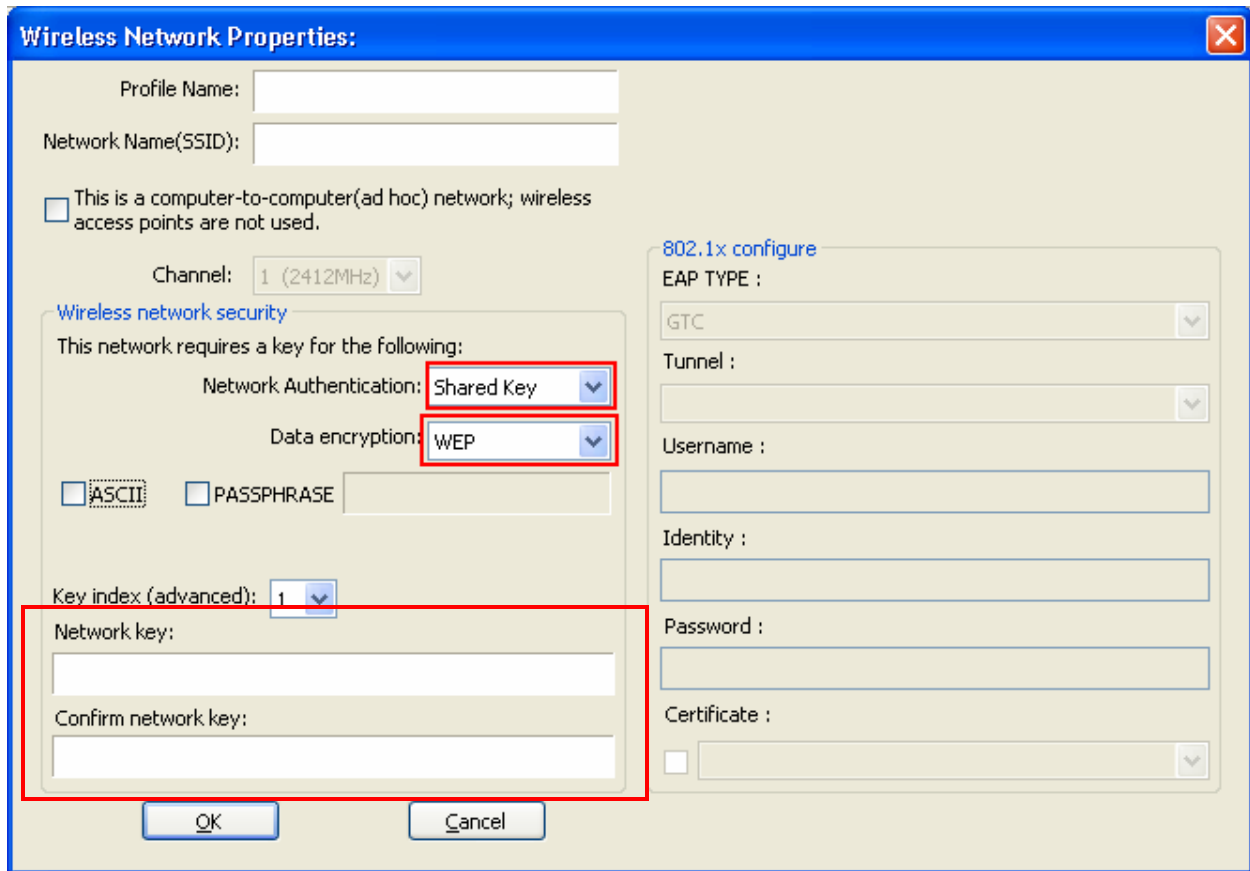 Wireless Network Properties:
Profile Name:
Network Name(SSID):
This is a computer-to-computer(ad hoc) network; wireless
access points are not used.
Channel: 1 (2412MHz)
Wireless network security
This network requires a key for the following:
Network Authentication: Shared Key
Data encryption: WEP
ASCII PASSPHRASE
Key index (advanced): 1
Network key:
Confirm network key:
OK Cancel
802.1x configure
EAP TYPE :
GTC
Tunnel :
Username :
Identity :
Password :
Certificate :